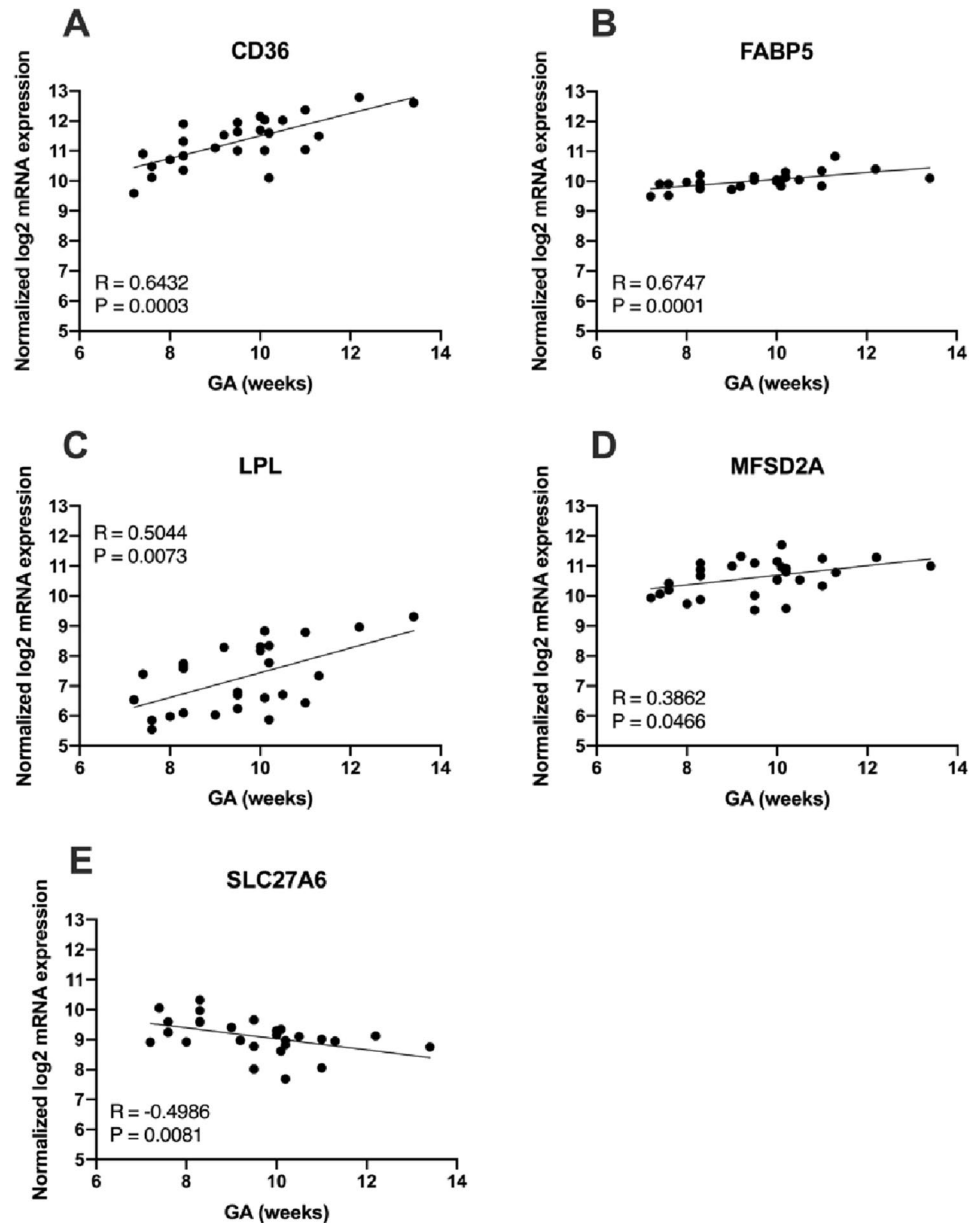 A
CD36
Normalized log2 mRNA expression
13
12
11
10
9
8
7
6
5
R = 0.6432
P = 0.0003
6 8 10 12 14
GA (weeks)
B
FABP5
Normalized log2 mRNA expression
13
12
11
10
9
8
7
6
5
R = 0.6747
P = 0.0001
6 8 10 12 14
GA (weeks)
C
LPL
Normalized log2 mRNA expression
13
12
11
10
9
8
7
6
5
R = 0.5044
P = 0.0073
6 8 10 12 14
GA (weeks)
D
MFSD2A
Normalized log2 mRNA expression
13
12
11
10
9
8
7
6
5
R = 0.3862
P = 0.0466
6 8 10 12 14
GA (weeks)
E
SLC27A6
Normalized log2 mRNA expression
13
12
11
10
9
8
7
6
5
R = -0.4986
P = 0.0081
6 8 10 12 14
GA (weeks)